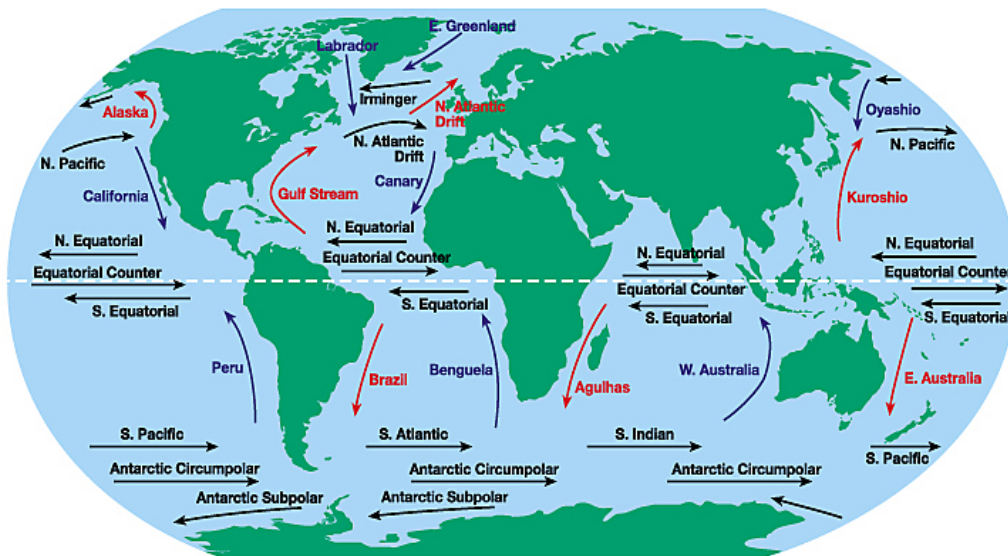 E. Greenland
Labrador
Irminger
Alaska
N. Atlantic
Drift
Oyashio
N. Pacific
N. Atlantic
Drift
N. Pacific
California
Gulf Stream
Canary
Kuroshio
N. Equatorial
N. Equatorial
N. Equatorial
N. Equatorial
Equatorial Counter
Equatorial Counter
Equatorial Counter
Equatorial Counter
S. Equatorial
S. Equatorial
S. Equatorial
S. Equatorial
Peru
Brazil
Benguela
Agulhas
W. Australia
E. Australia
S. Pacific
S. Atlantic
S. Indian
S. Pacific
Antarctic Circumpolar
Antarctic Circumpolar
Antarctic Circumpolar
Antarctic Subpolar
Antarctic Subpolar